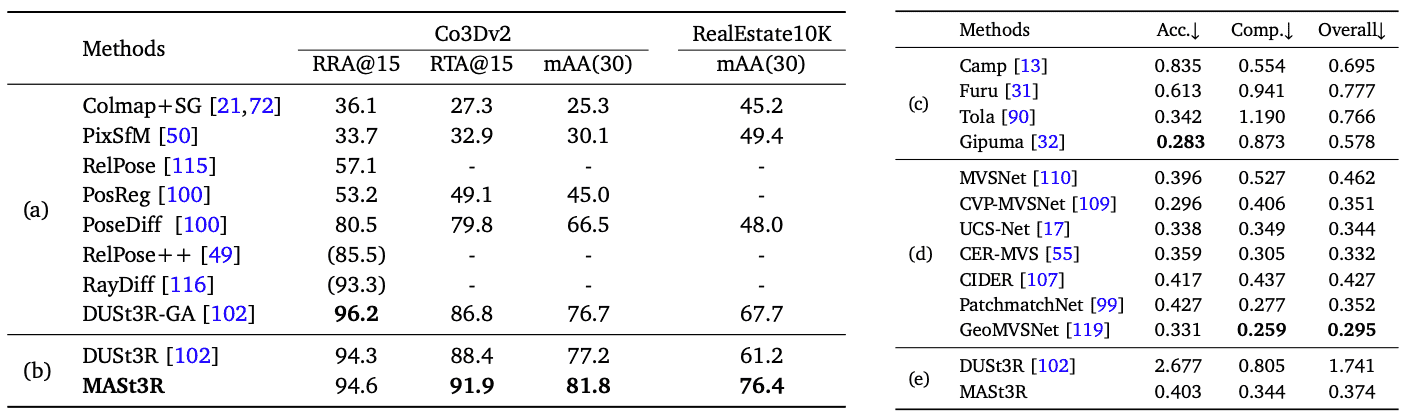 Methods Co3Dv2 RealEstate10K
RRA@15 RTA@15 mAA(30) mAA(30)
(a)
Colmap+SG [21,72] 36.1 27.3 25.3 45.2
PixSfM [50] 33.7 32.9 30.1 49.4
RelPose [115] 57.1 - - -
PosReg [100] 53.2 49.1 45.0 -
PoseDiff [100] 80.5 79.8 66.5 48.0
RelPose++ [49] (85.5) - - -
RayDiff [116] (93.3) - - -
DUSt3R-GA [102] 96.2 86.8 76.7 67.7
(b)
DUSt3R [102] 94.3 88.4 77.2 61.2
MASt3R 94.6 91.9 81.8 76.4
Methods Acc.↓ Comp.↓ Overall↓
(c)
Camp [13] 0.835 0.554 0.695
Furu [31] 0.613 0.941 0.777
Tola [90] 0.342 1.190 0.766
Gipuma [32] 0.283 0.873 0.578
(d)
MVSNet [110] 0.396 0.527 0.462
CVP-MVSNet [109] 0.296 0.406 0.351
UCS-Net [17] 0.338 0.349 0.344
CER-MVS [55] 0.359 0.305 0.332
CIDER [107] 0.417 0.437 0.427
PatchmatchNet [99] 0.427 0.277 0.352
GeoMVSNet [119] 0.331 0.259 0.295
(e)
DUSt3R [102] 2.677 0.805 1.741
MASt3R 0.403 0.344 0.374